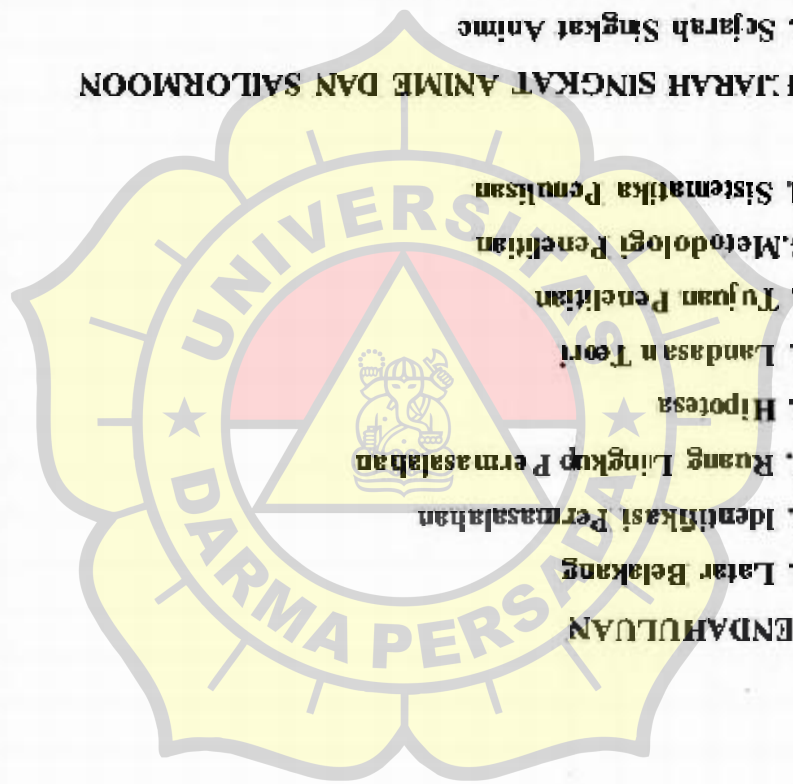 ENDAHULUAN
. Latar Belakang
. Identifikasi Permasalahan
. Ruang Lingkup Permasalahan
. Hipotesa
. Landasan Teori
. Tujuan Penelitian
.Metodologi Penelitian
. Sistematika Penulisan
EJARAH SINGKAT ANIME DAN SAILORMOON
. Sejarah Singkat Anime
UNIVERSITAS
DARMA PERSADA